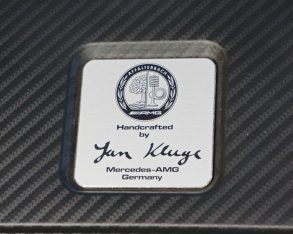 AFFALTERBACH
AMG
Handcrafted
by
Jan Kluge
Mercedes-AMG
Germany